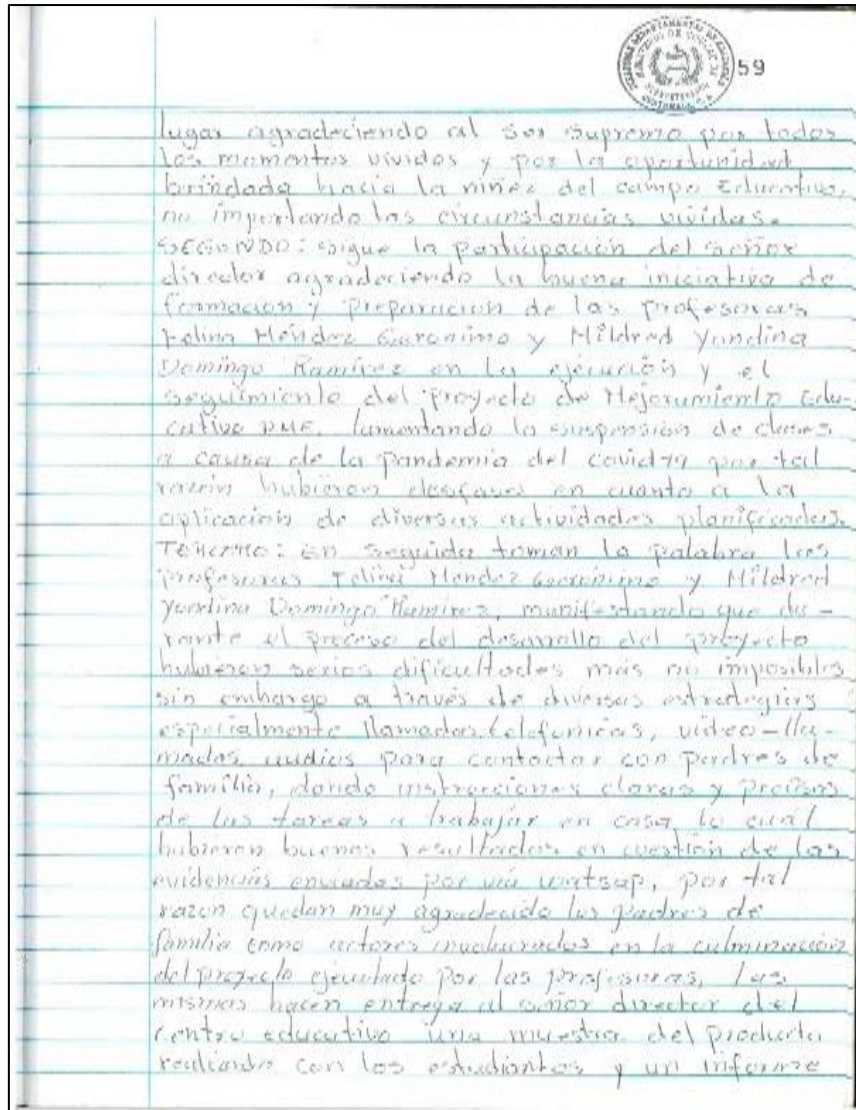 59
lugar agradeciendo al Ser Supremo por todos
los momentos vividos y por la oportunidad
brindada hacia la niñez del campo Educativo,
no importando las circunstancias vividas.
SEGUNDO: sigue la participación del señor
director agradeciendo la buena iniciativa de
formación y preparación de las profesoras
Felina Méndez Gerónimo y Mildred Yandina
Domingo Ramírez en la ejecución y el
seguimiento del Proyecto de Mejoramiento Edu-
cativo PME, lamentando la suspensión de clases
a causa de la pandemia del covid-19 por tal
razón hubieron desfases en cuanto a la
aplicación de diversas actividades planificadas.
TERCERO: En seguida toman la palabra las
profesoras Felina Méndez Gerónimo y Mildred
Yandina Domingo Ramírez, manifestando que du-
rante el proceso del desarrollo del proyecto
hubieron serios dificultades más no imposibles
sin embargo a través de diversas estrategias
especialmente llamadas telefonicas, video-lla-
madas, audios para contactar con padres de
familia, dando instrucciones claras y precisas
de las tareas a trabajar en casa lo cuál
hubieron buenos resultados en cuestión de las
evidencias enviadas por vía watsap, por tal
razón quedan muy agradecido los padres de
familia como actores involucrados en la culminación
del proyecto ejecutado por las profesoras, las
mismas hacen entrega al señor director del
centro educativo una muestra del producto
realizando con los estudiantes y un informe